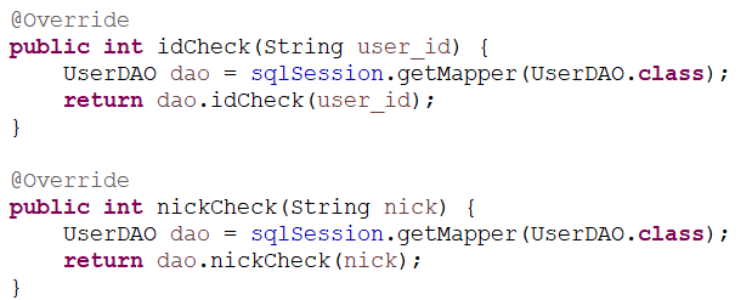 @Override
public int idCheck(String user_id) {
    UserDAO dao = sqlSession.getMapper(UserDAO.class);
    return dao.idCheck(user_id);
}

@Override
public int nickCheck(String nick) {
    UserDAO dao = sqlSession.getMapper(UserDAO.class);
    return dao.nickCheck(nick);
}